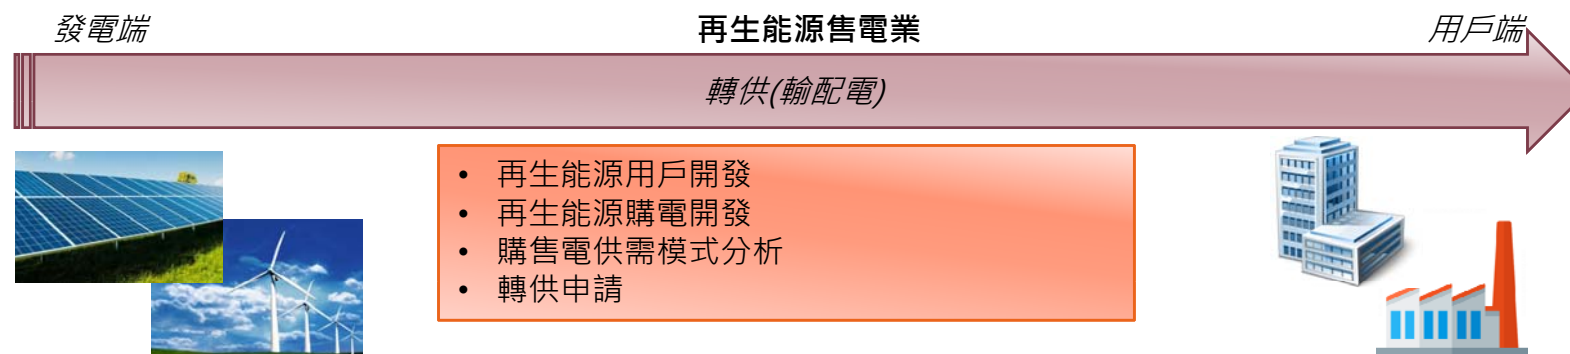 發電端
再生能源售電業
用戶端
轉供(輸配電)
• 再生能源用戶開發
• 再生能源購電開發
• 購售電供需模式分析
• 轉供申請